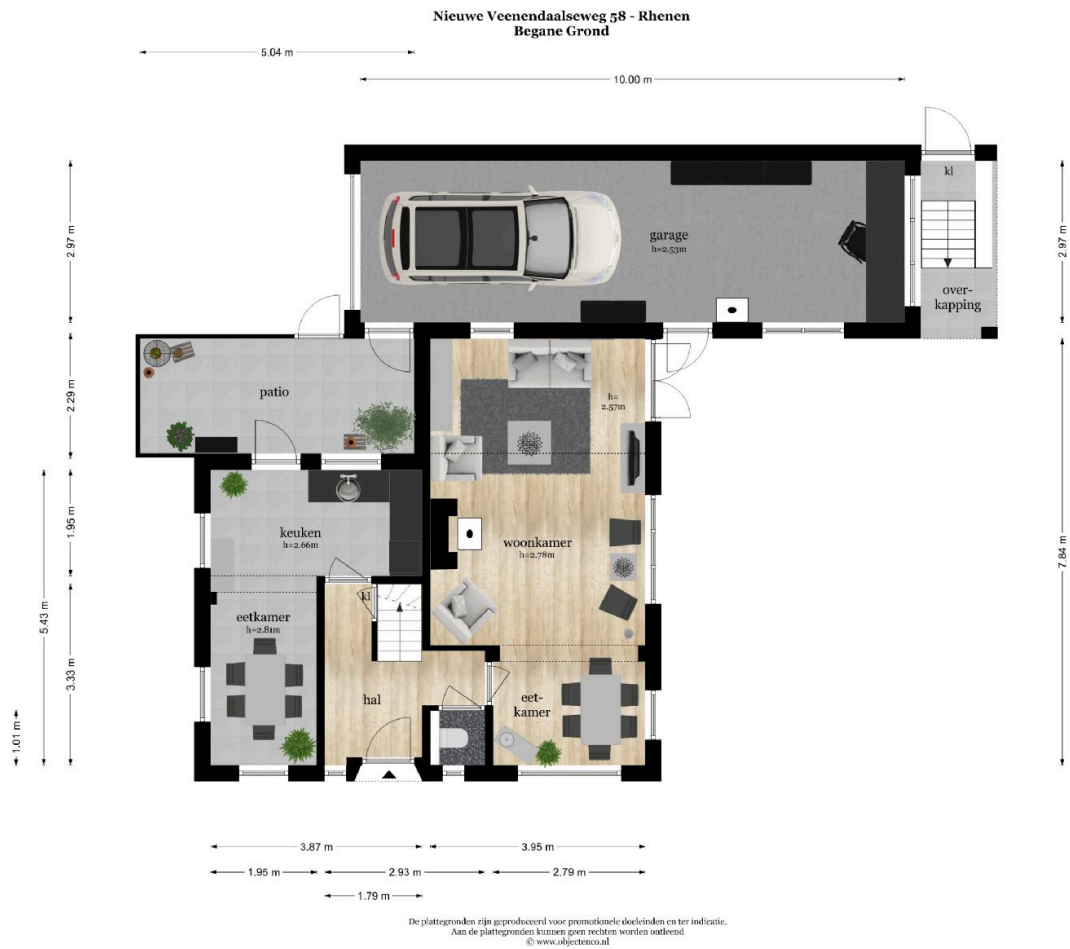 Nieuwe Veenendaalseweg 58 - Rhenen
Begane Grond
5.04 m
10.00 m
kl
2.97 m
garage
h=2.53m
2.97 m
over-
kapping
patio
2.29 m
h=
2.57m
keuken
h=2.66m
1.95 m
woonkamer
h=2.78m
7.84 m
kl
eetkamer
h=2.81m
5.43 m
3.33 m
hal
eet-
kamer
1.01 m
3.87 m
3.95 m
1.95 m
2.93 m
2.79 m
1.79 m
De plattegronden zijn geproduceerd voor promotionele doeleinden en ter indicatie.
Aan de plattegronden kunnen geen rechten worden ontleend
© www.objectenco.nl